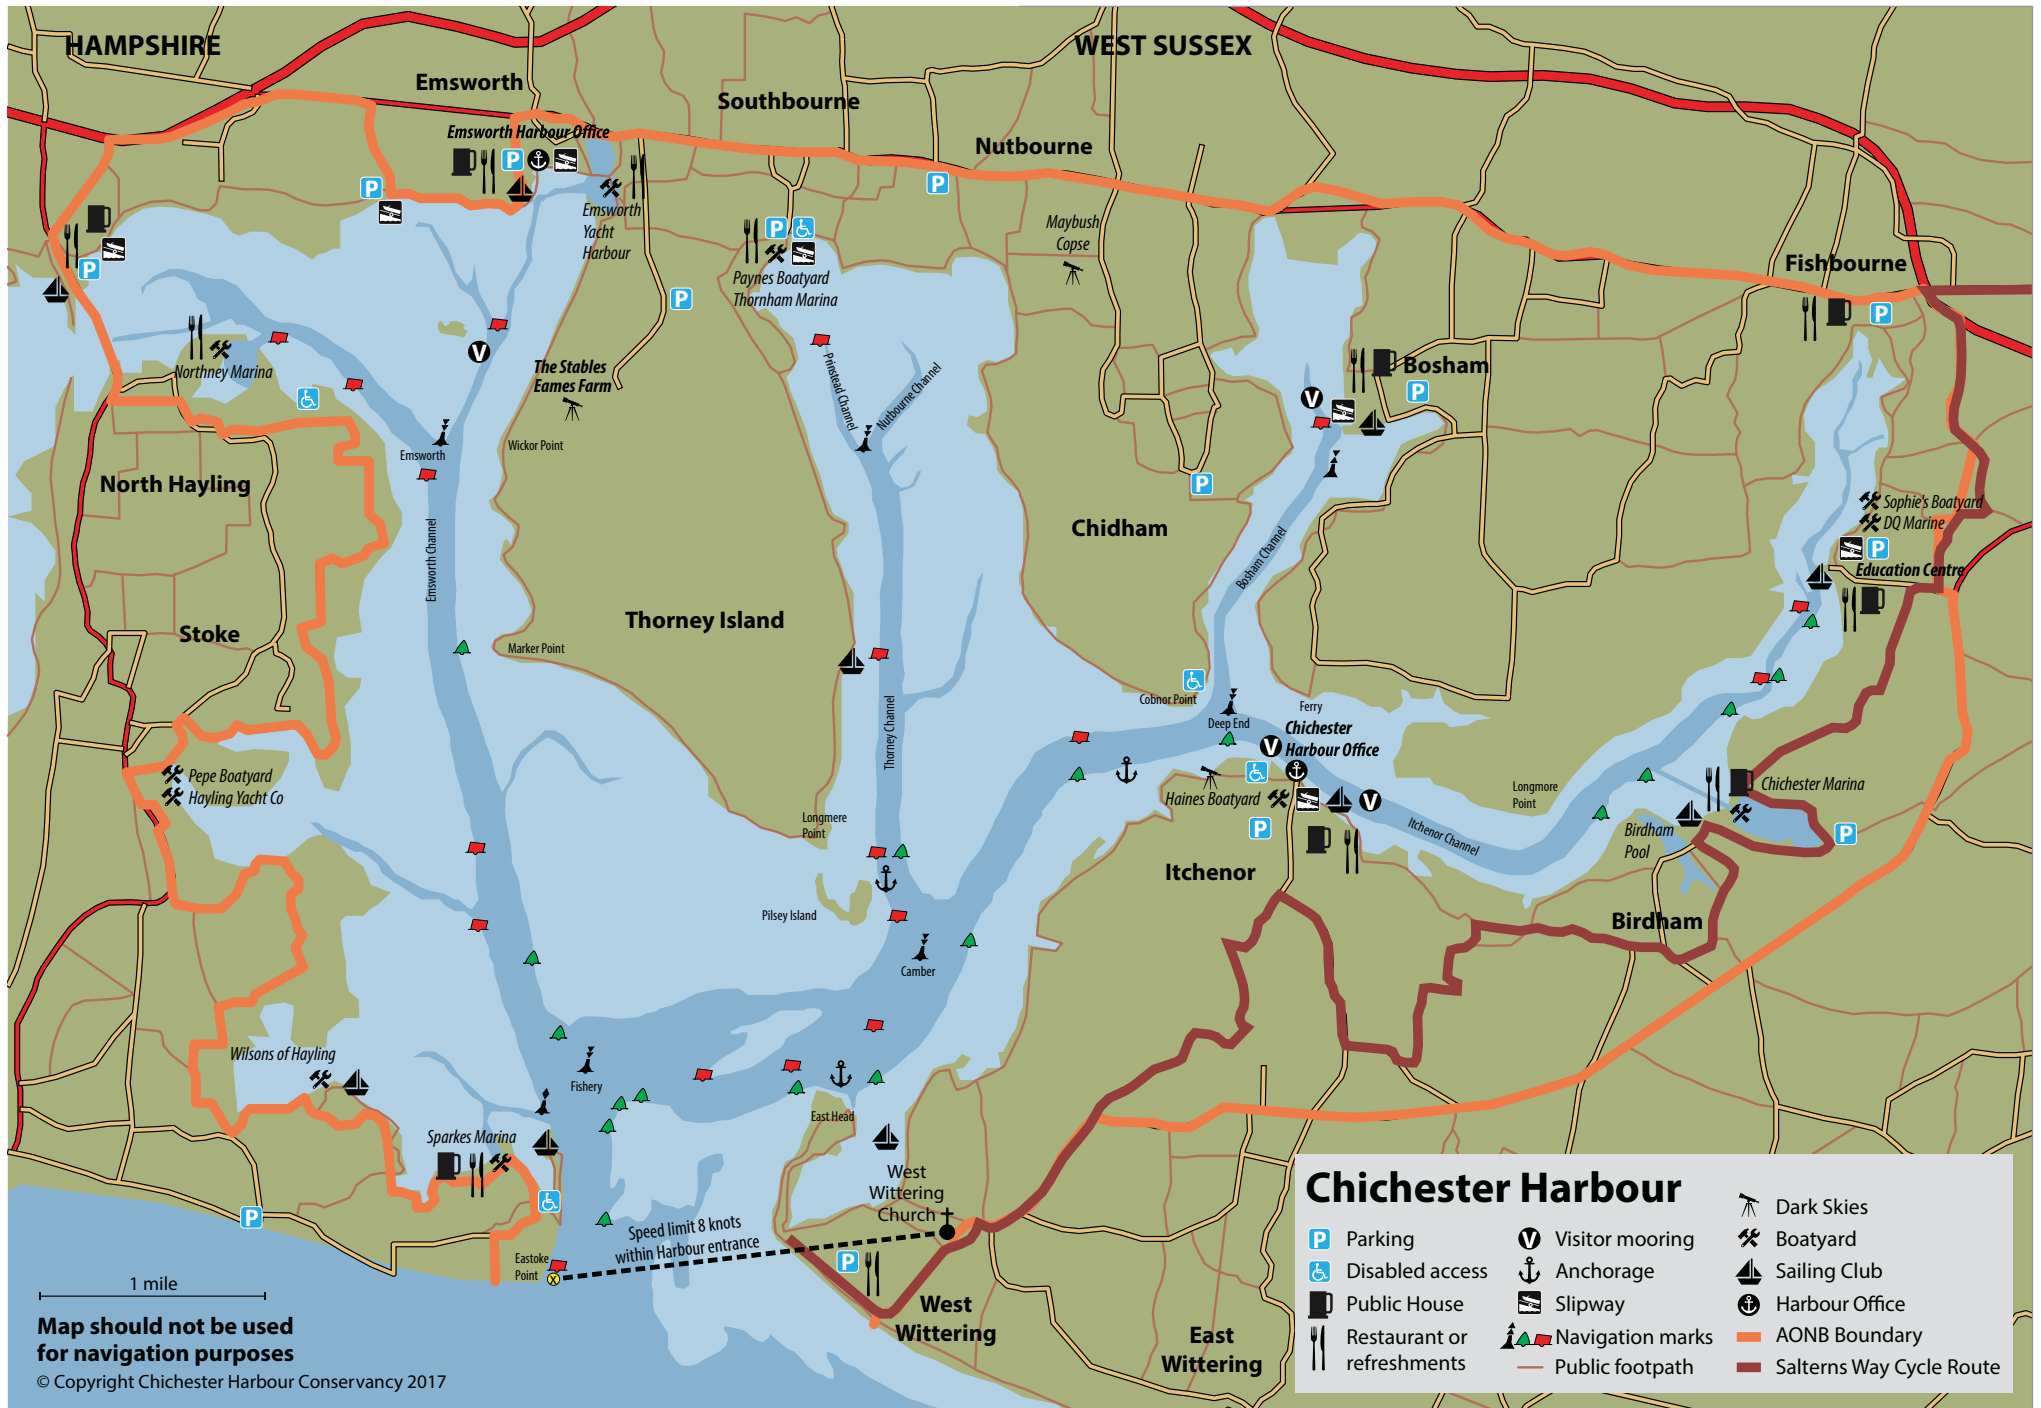 HAMPSHIRE
WEST SUSSEX
Emsworth
Southbourne
Emsworth Harbour Office
Nutbourne
P
P
P
Emsworth
Yacht
Harbour
Maybush
Copse
P
Paynes Boatyard
Thornham Marina
Fishbourne
P
P
P
V
Northney Marina
The Stables
Eames Farm
Prinstead Channel
Nutbourne Channel
Bosham
V
P
Wickor Point
Emsworth
North Hayling
P
Sophie's Boatyard
DQ Marine
P
Education Centre
Emsworth Channel
Chidham
Bosham Channel
Stoke
Thorney Island
Marker Point
Cobnor Point
Ferry
Deep End
Chichester
Harbour Office
V
Thorney Channel
Pepe Boatyard
Hayling Yacht Co
Haines Boatyard
V
P
Longmore
Point
Chichester Marina
Longmere
Point
Itchenor Channel
Birdham
Pool
P
Itchenor
Pilsey Island
Birdham
Camber
Wilsons of Hayling
Fishery
East Head
Sparkes Marina
West
Wittering
Church
P
Speed limit 8 knots
within Harbour entrance
Eastoke
Point
X
P
West
Wittering
East
Wittering
1 mile
Map should not be used
for navigation purposes
© Copyright Chichester Harbour Conservancy 2017
Chichester Harbour
P Parking
Disabled access
Public House
Restaurant or
refreshments
V Visitor mooring
Anchorage
Slipway
Navigation marks
Public footpath
Dark Skies
Boatyard
Sailing Club
Harbour Office
AONB Boundary
Salterns Way Cycle Route